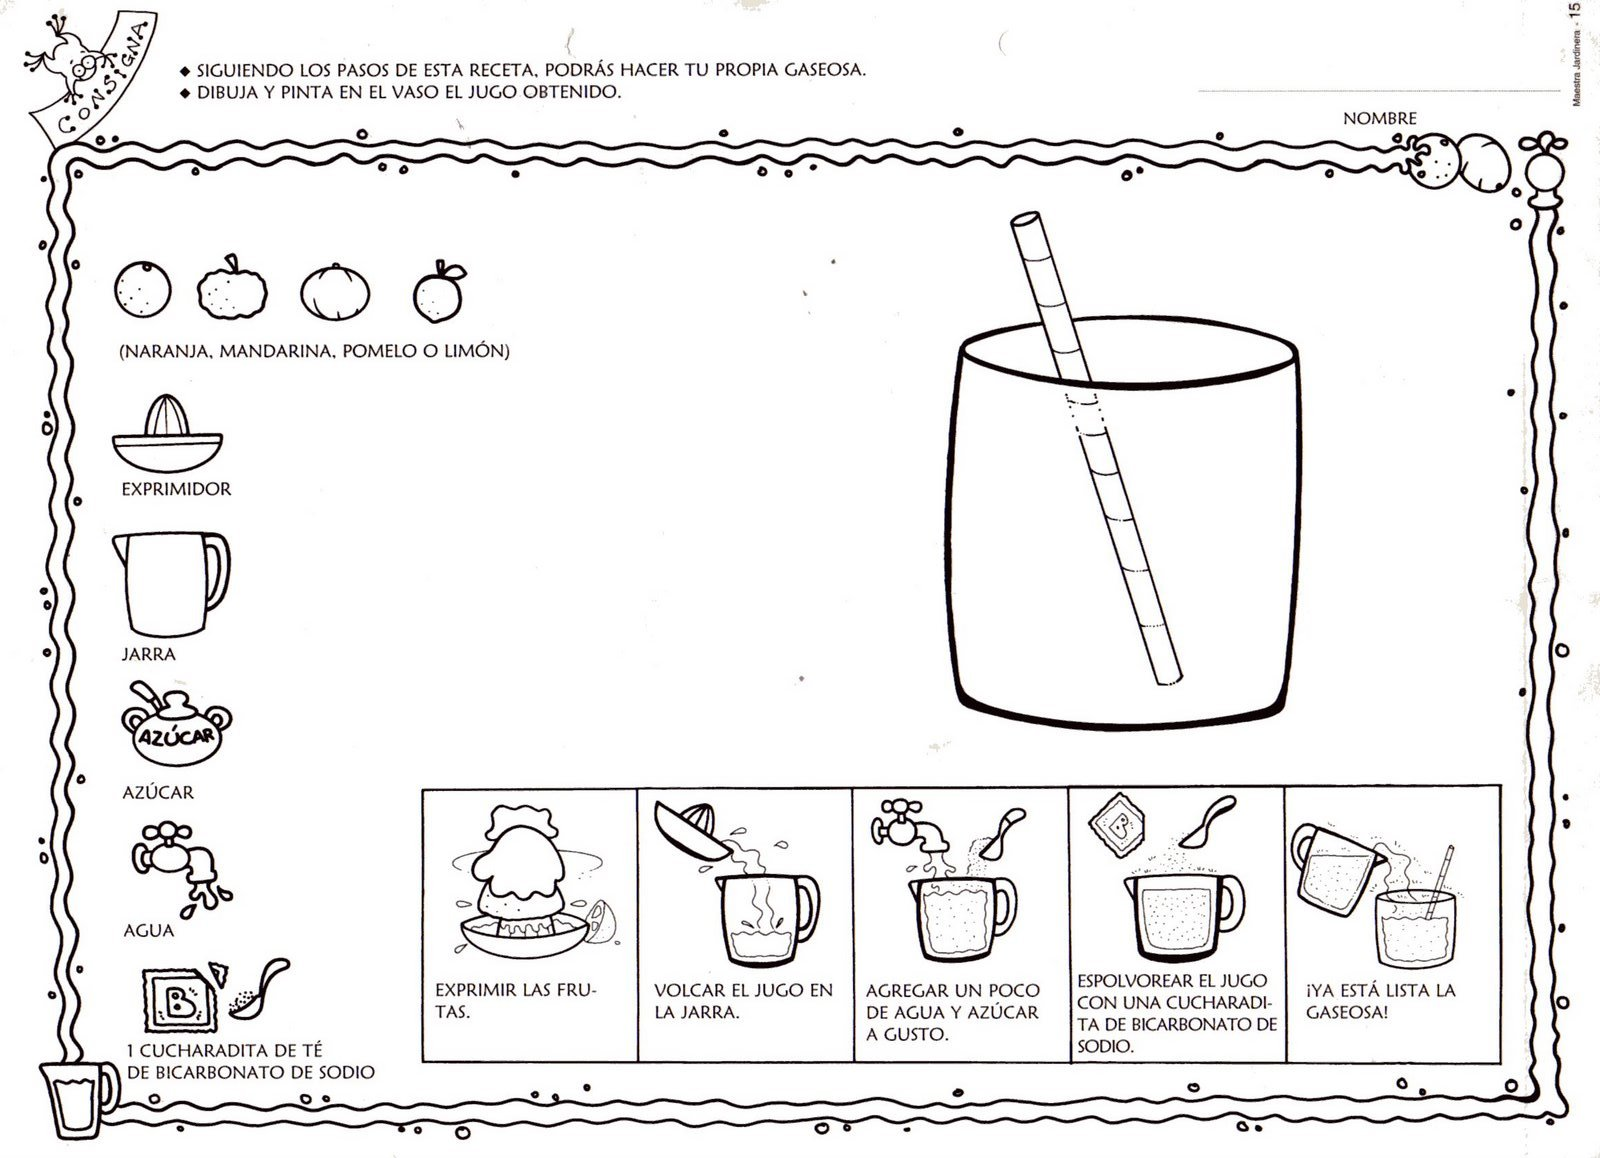 CONSIGNA
◆ SIGUIENDO LOS PASOS DE ESTA RECETA, PODRÁS HACER TU PROPIA GASEOSA.
◆ DIBUJA Y PINTA EN EL VASO EL JUGO OBTENIDO.
Maestra Jardinera - 15
NOMBRE
(NARANJA, MANDARINA, POMELO O LIMÓN)
EXPRIMIDOR
JARRA
AZÚCAR
AZÚCAR
AGUA
B
1 CUCHARADITA DE TÉ
DE BICARBONATO DE SODIO
EXPRIMIR LAS FRU-
TAS.
VOLCAR EL JUGO EN
LA JARRA.
AGREGAR UN POCO
DE AGUA Y AZÚCAR
A GUSTO.
B
ESPOLVOREAR EL JUGO
CON UNA CUCHARADI-
TA DE BICARBONATO DE
SODIO.
¡YA ESTÁ LISTA LA
GASEOSA!